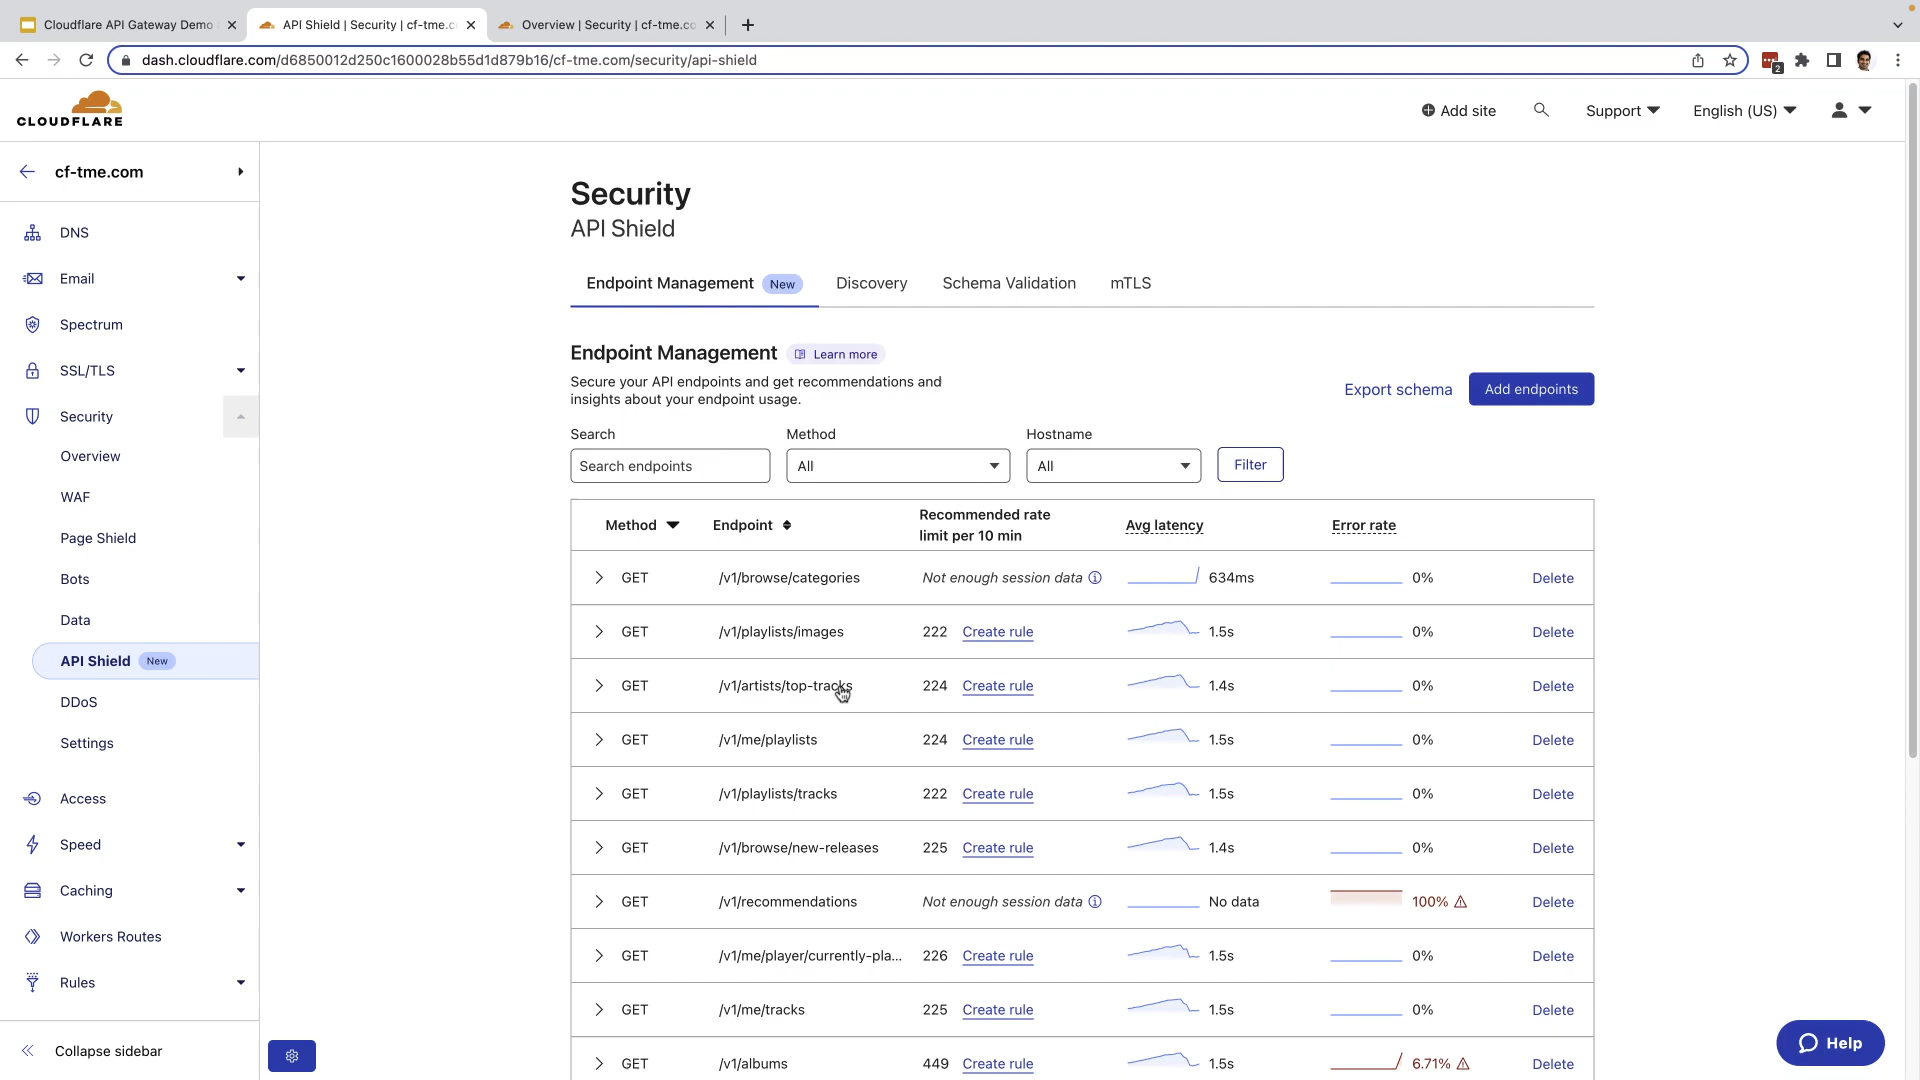 Cloudflare API Gateway Demo
API Shield | Security | cf-tme.c
Overview | Security | cf-tme.co
dash.cloudflare.com/d6850012d250c1600028b55d1d879b16/cf-tme.com/security/api-shield
2
CLOUDFLARE
Add site
Support
English (US)
cf-tme.com
DNS
Email
Spectrum
SSL/TLS
Security
Overview
WAF
Page Shield
Bots
Data
API Shield New
DDoS
Settings
Access
Speed
Caching
Workers Routes
Rules
Collapse sidebar
Security
API Shield
Endpoint Management New Discovery Schema Validation mTLS
Endpoint Management Learn more
Secure your API endpoints and get recommendations and
insights about your endpoint usage.
Export schema
Add endpoints
Search Method Hostname
Search endpoints All All Filter
Method Endpoint Recommended rate limit per 10 min Avg latency Error rate
GET /v1/browse/categories Not enough session data 634ms 0% Delete
GET /v1/playlists/images 222 Create rule 1.5s 0% Delete
GET /v1/artists/top-tracks 224 Create rule 1.4s 0% Delete
GET /v1/me/playlists 224 Create rule 1.5s 0% Delete
GET /v1/playlists/tracks 222 Create rule 1.5s 0% Delete
GET /v1/browse/new-releases 225 Create rule 1.4s 0% Delete
GET /v1/recommendations Not enough session data No data 100% Delete
GET /v1/me/player/currently-pla... 226 Create rule 1.5s 0% Delete
GET /v1/me/tracks 225 Create rule 1.5s 0% Delete
GET /v1/albums 449 Create rule 1.5s 6.71% Delete
Help